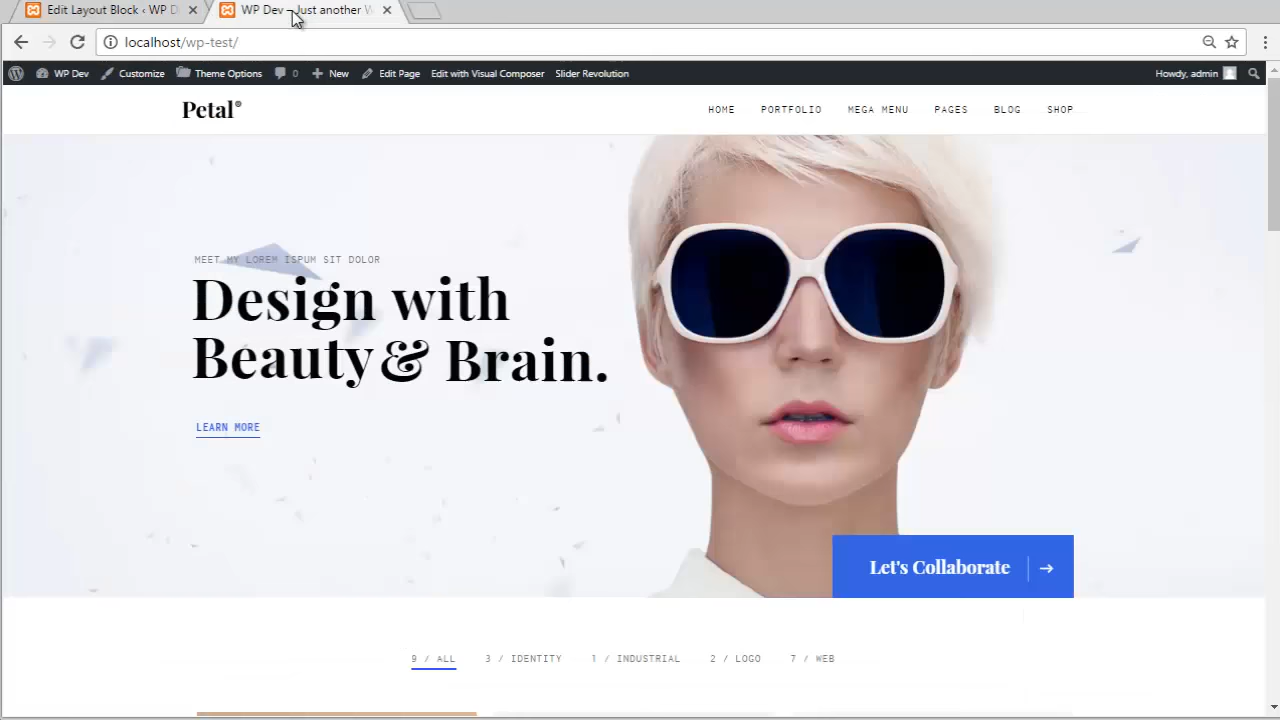 Edit Layout Block ‹ WP D
WP Dev – Just another W
localhost/wp-test/
WP Dev Customize Theme Options 0 New Edit Page Edit with Visual Composer Slider Revolution Howdy, admin
Petal®
HOME PORTFOLIO MEGA MENU PAGES BLOG SHOP
MEET MY LOREM ISPUM SIT DOLOR
Design with
Beauty & Brain.
LEARN MORE
Let's Collaborate →
9 / ALL 3 / IDENTITY 1 / INDUSTRIAL 2 / LOGO 7 / WEB